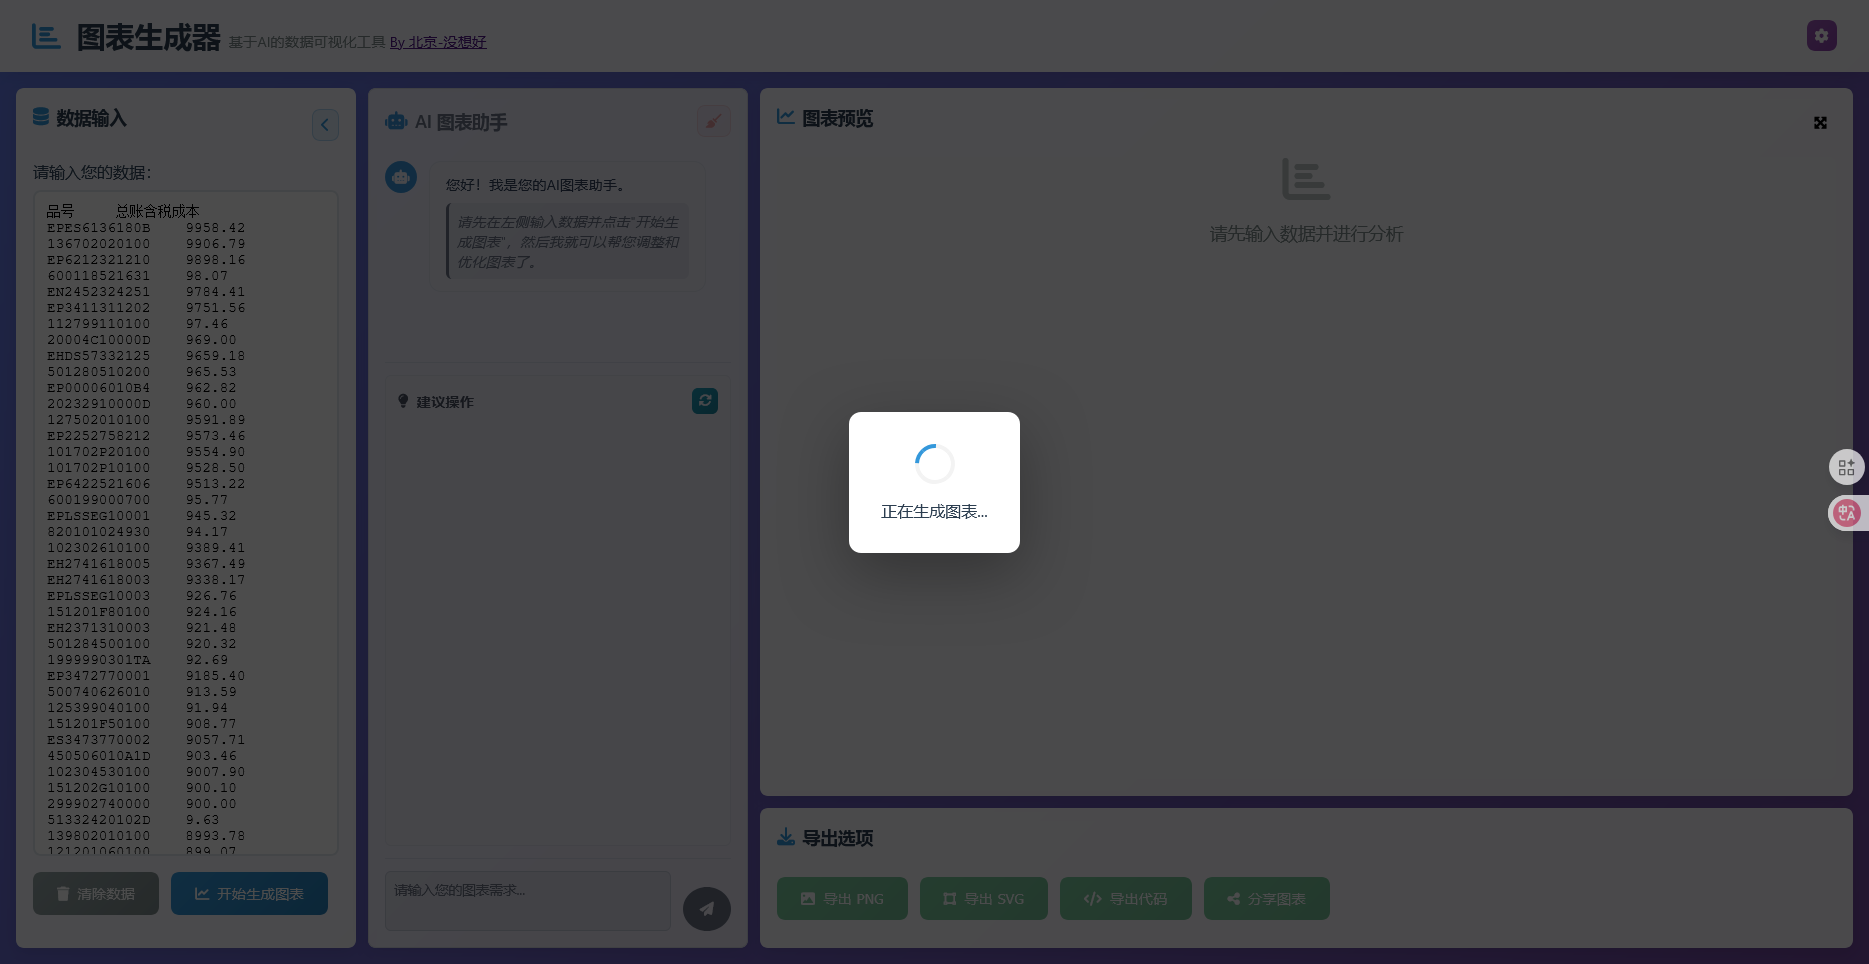 图表生成器 基于AI的数据可视化工具 By 北京-没想好
数据输入
请输入您的数据：
品号 总账含税成本
EPES6136180B 9958.42
136702020100 9906.79
EP6212321210 9898.16
600118521631 98.07
EN2452324251 9784.41
EP3411311202 9751.56
112799110100 97.46
20004C10000D 969.00
EHDS57332125 9659.18
501280510200 965.53
EP00006010B4 962.82
20232910000D 960.00
127502010100 9591.89
EP2252758212 9573.46
101702P20100 9554.90
101702P10100 9528.50
EP6422521606 9513.22
600199000700 95.77
EPLSSEG10001 945.32
820101024930 94.17
102302610100 9389.41
EH2741618005 9367.49
EH2741618003 9338.17
EPLSSEG10003 926.76
151201F80100 924.16
EH2371310003 921.48
501284500100 920.32
1999990301TA 92.69
EP3472770001 9185.40
500740626010 913.59
125399040100 91.94
151201F50100 908.77
ES3473770002 9057.71
450506010A1D 903.46
102304530100 9007.90
151202G10100 900.10
299902740000 900.00
51332420102D 9.63
139802010100 8993.78
121201060100 899.07
清除数据
开始生成图表
AI 图表助手
您好！我是您的AI图表助手。
请先在左侧输入数据并点击"开始生
成图表"，然后我就可以帮您调整和
优化图表了。
建议操作
请输入您的图表需求...
图表预览
请先输入数据并进行分析
正在生成图表...
导出选项
导出 PNG
导出 SVG
导出代码
分享图表